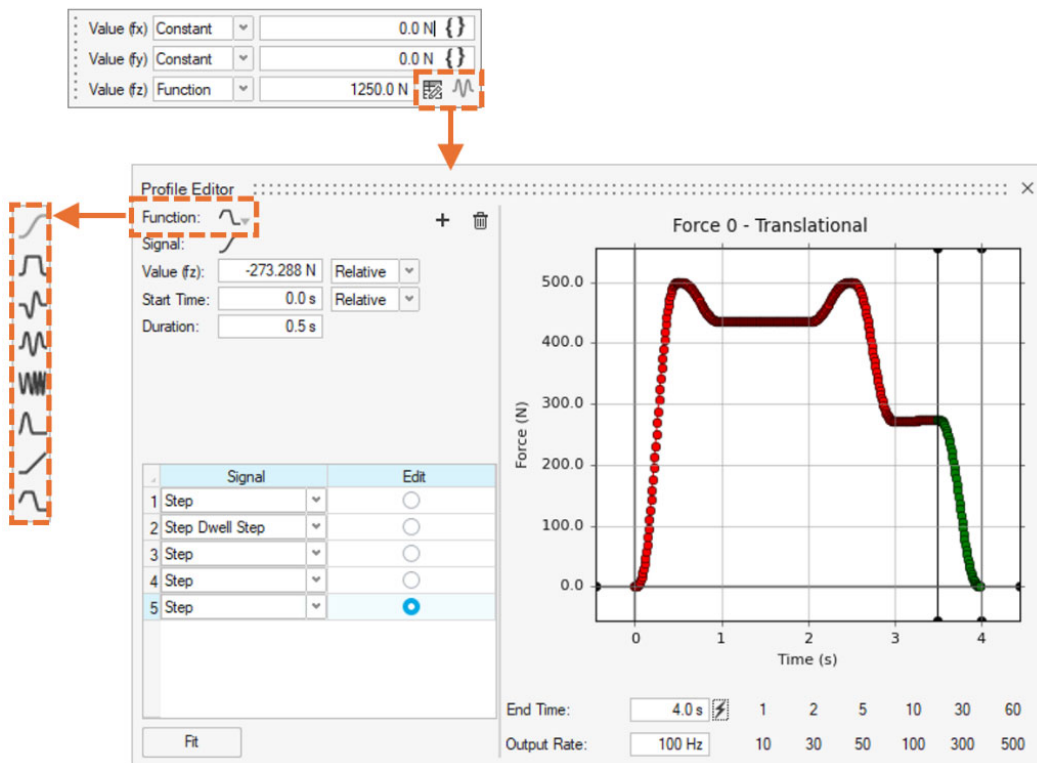 Value (fx) Constant 0.0 N {}
Value (fy) Constant 0.0 N {}
Value (fz) Function 1250.0 N
Profile Editor
Function:
Signal:
Value (fz): -273.288 N Relative
Start Time: 0.0 s Relative
Duration: 0.5 s
Signal Edit
1 Step
2 Step Dwell Step
3 Step
4 Step
5 Step
Fit
Force 0 - Translational
500.0
400.0
300.0
200.0
100.0
0.0
Force (N)
0 1 2 3 4
Time (s)
End Time: 4.0 s 1 2 5 10 30 60
Output Rate: 100 Hz 10 30 50 100 300 500